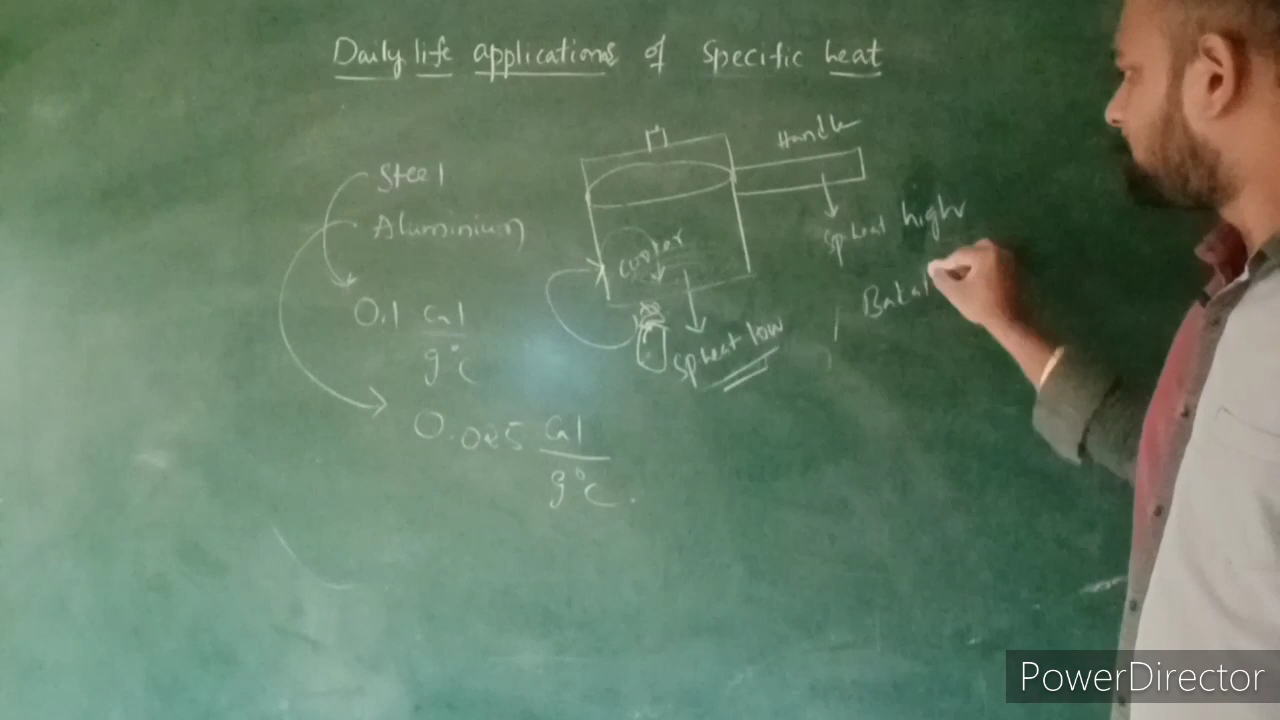 Daily life applications of specific heat
Steel
Aluminium
0.1 Cal
g°C
0.085 Cal
g°C.
Handle
Sp heat high
Copper
Sp heat low
Bakal
PowerDirector